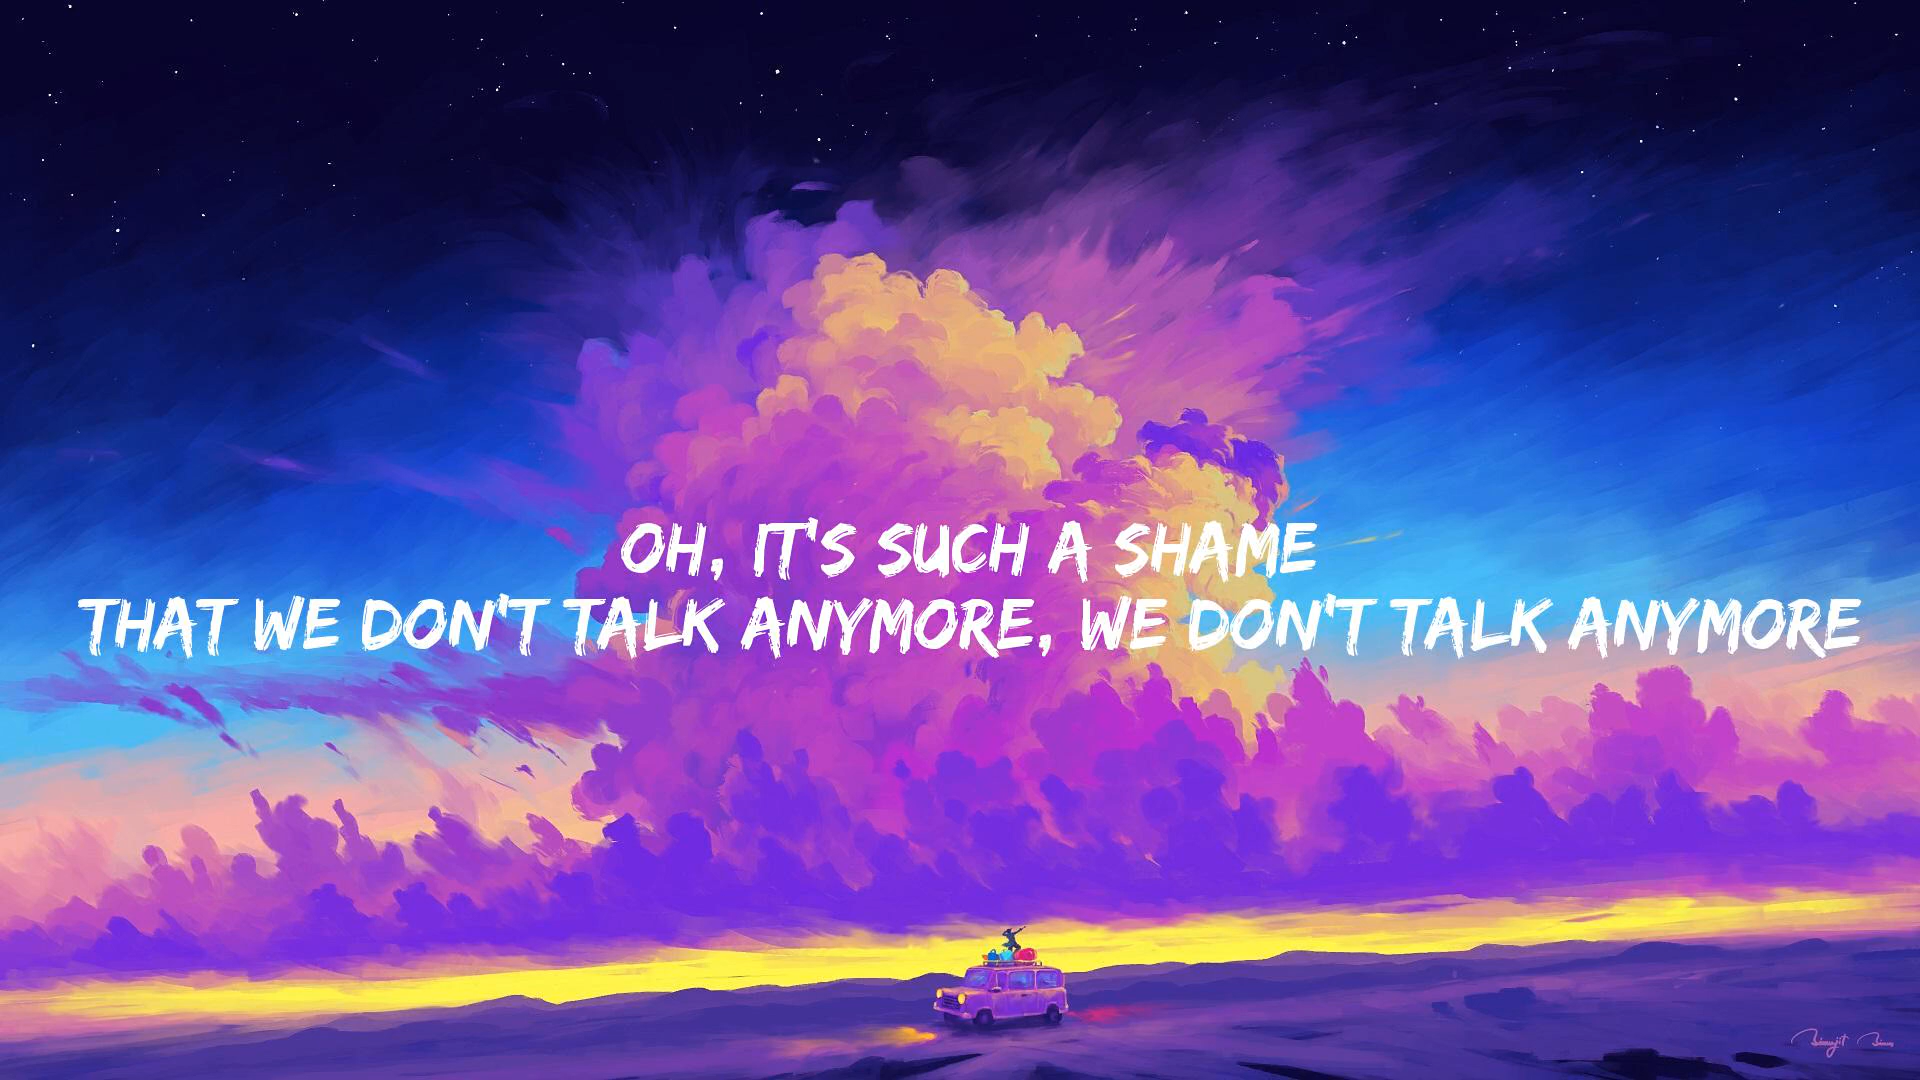 OH, IT'S SUCH A SHAME
THAT WE DON'T TALK ANYMORE, WE DON'T TALK ANYMORE